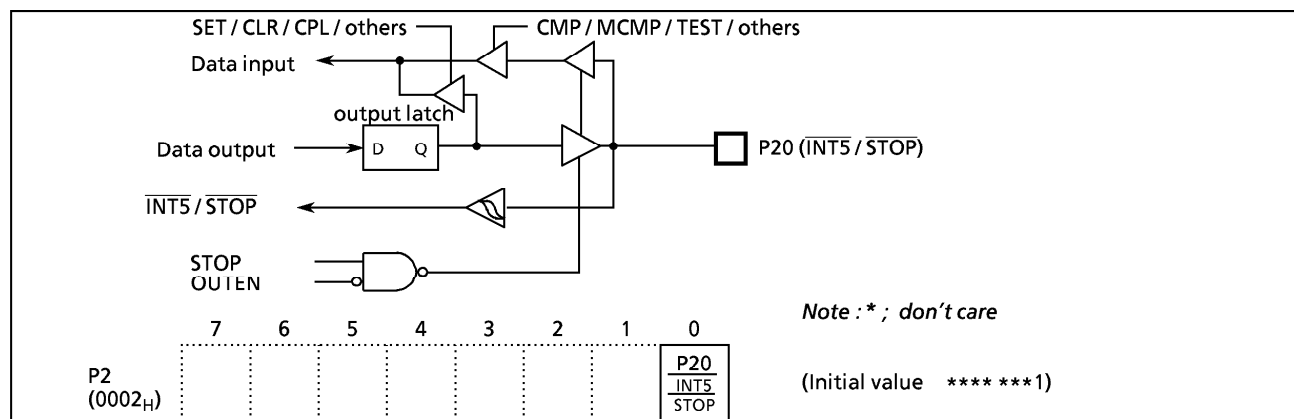 SET / CLR / CPL / others
CMP / MCMP / TEST / others
Data input
output latch
Data output
D Q
P20 (INT5 / STOP)
INT5 / STOP
STOP
OUTEN
Note : * ; don't care
7 6 5 4 3 2 1 0
P2
(0002H)
P20
INT5
STOP
(Initial value **** ***1)